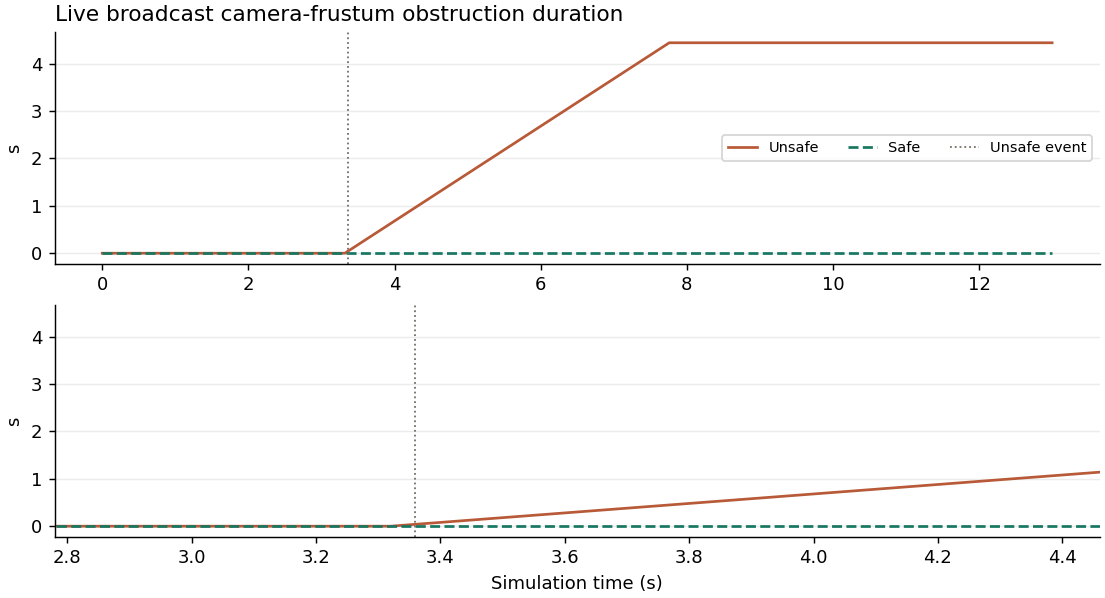 Live broadcast camera-frustum obstruction duration
s
4
3
2
1
0
Unsafe
Safe
Unsafe event
0 2 4 6 8 10 12
s
4
3
2
1
0
2.8 3.0 3.2 3.4 3.6 3.8 4.0 4.2 4.4
Simulation time (s)